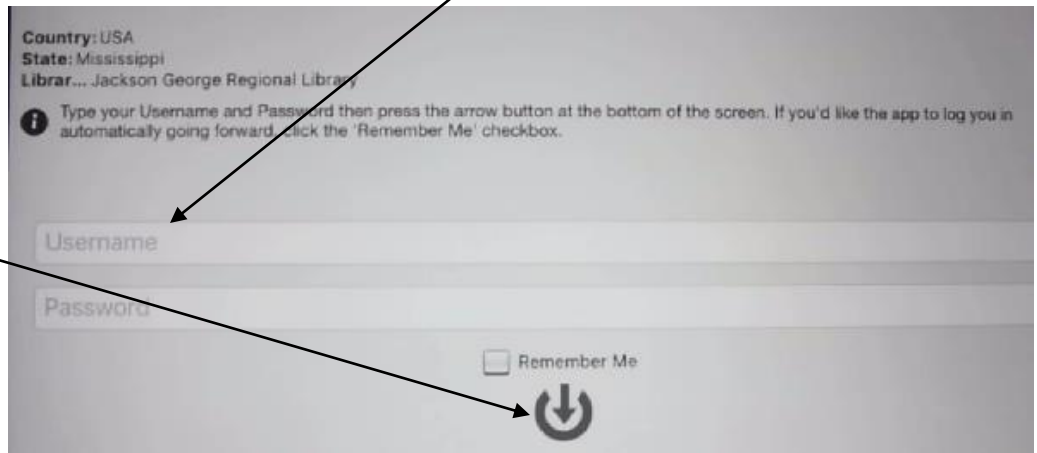 Country: USA
State: Mississippi
Librar... Jackson George Regional Library
Type your Username and Password then press the arrow button at the bottom of the screen. If you'd like the app to log you in
automatically going forward, click the 'Remember Me' checkbox.
Username
Password
Remember Me